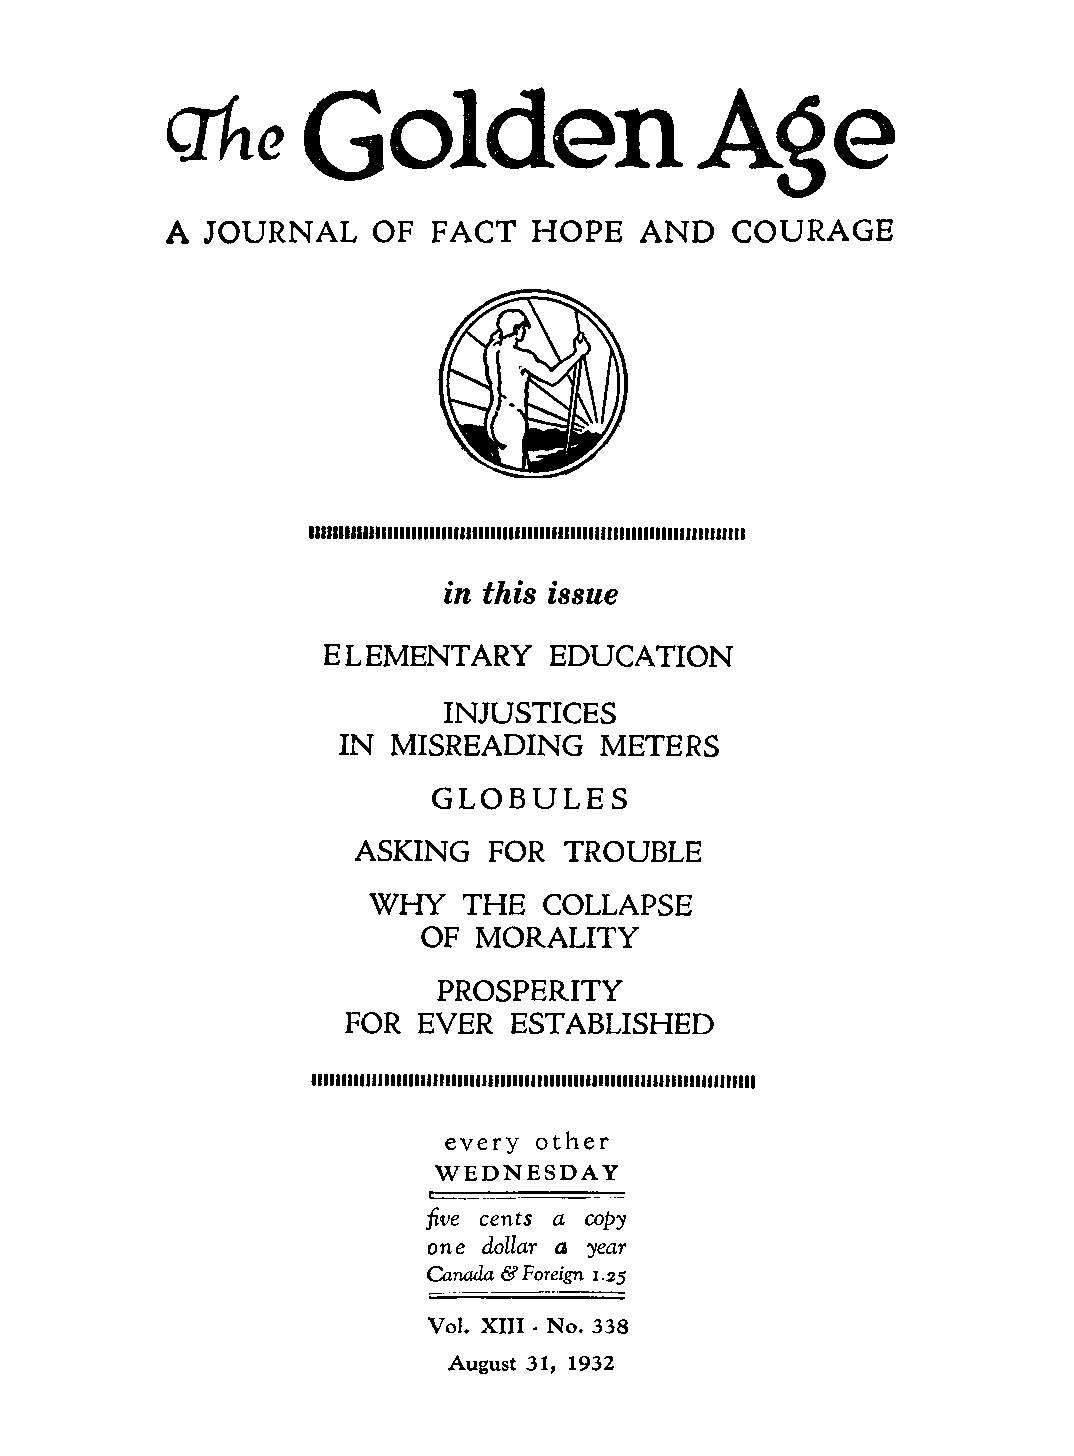 The Golden Age
A JOURNAL OF FACT HOPE AND COURAGE
in this issue
ELEMENTARY EDUCATION
INJUSTICES
IN MISREADING METERS
GLOBULES
ASKING FOR TROUBLE
WHY THE COLLAPSE
OF MORALITY
PROSPERITY
FOR EVER ESTABLISHED
every other
WEDNESDAY
five cents a copy
one dollar a year
Canada & Foreign 1.25
Vol. XIII - No. 338
August 31, 1932